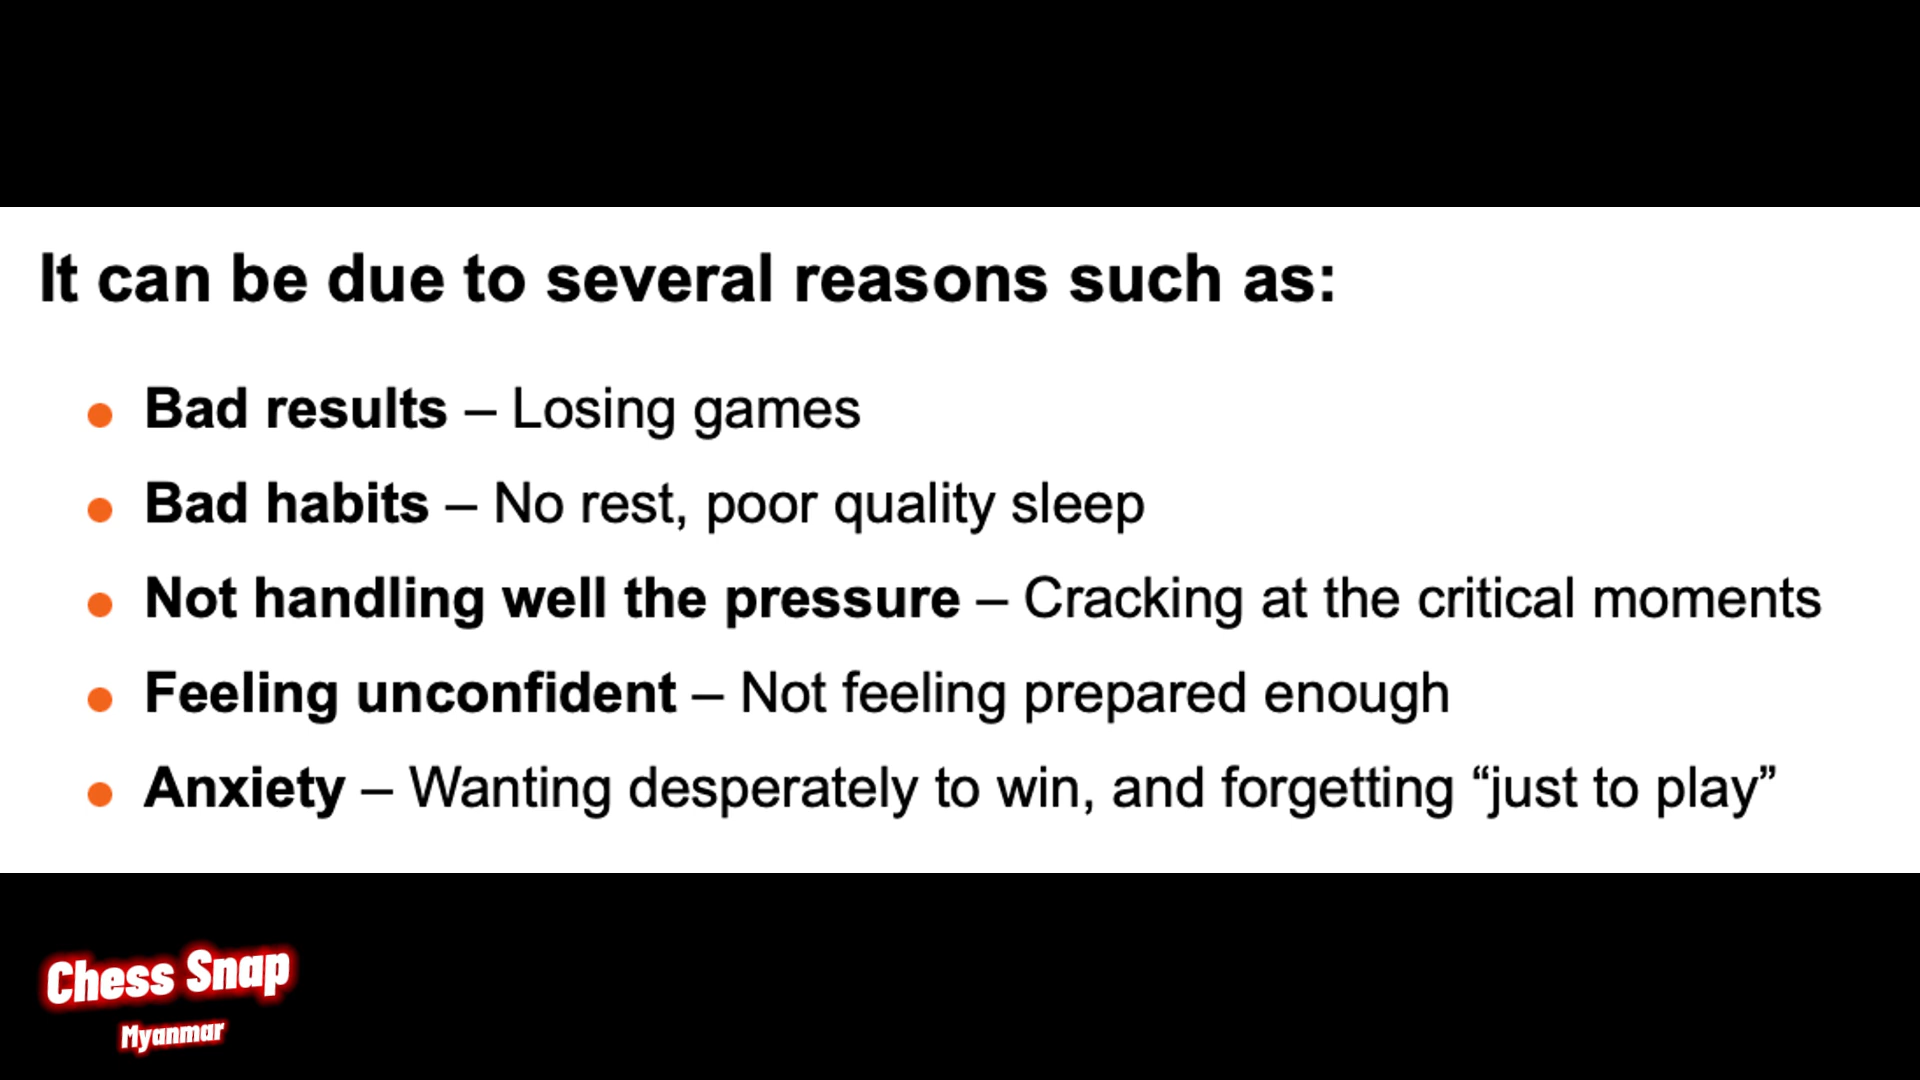 It can be due to several reasons such as:
• Bad results – Losing games
• Bad habits – No rest, poor quality sleep
• Not handling well the pressure – Cracking at the critical moments
• Feeling unconfident – Not feeling prepared enough
• Anxiety – Wanting desperately to win, and forgetting “just to play”
Chess Snap
Myanmar